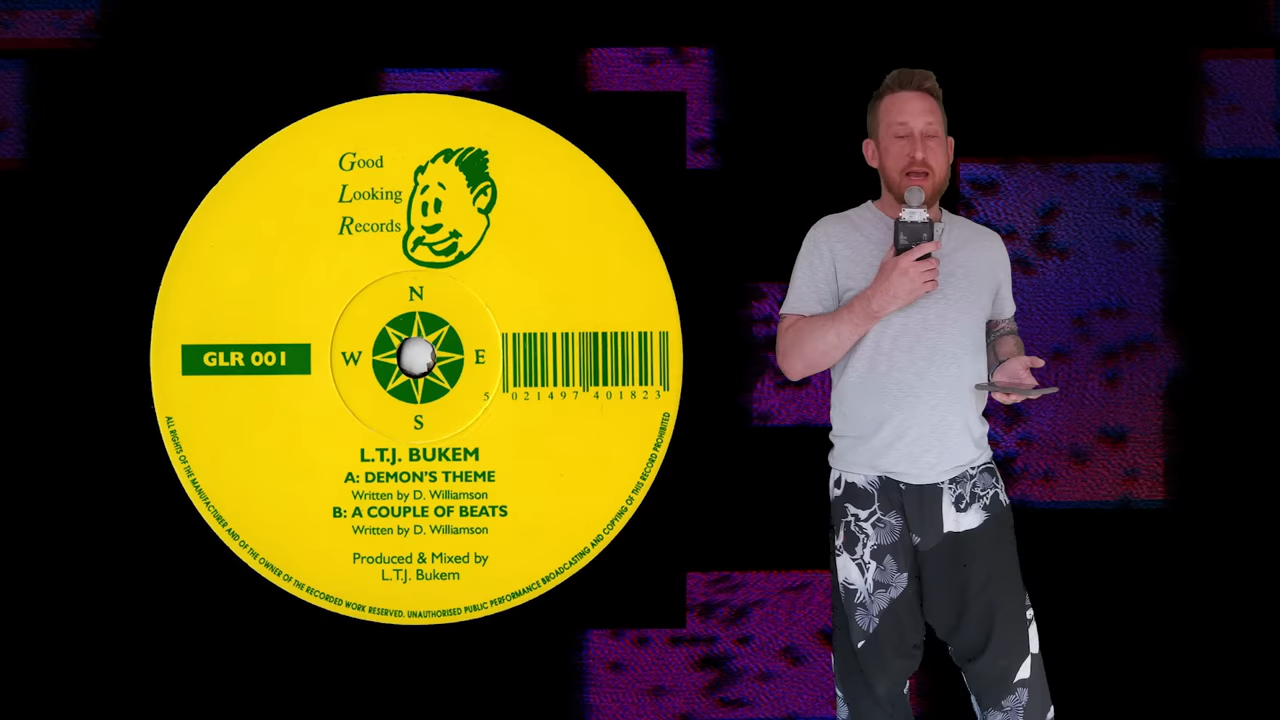 Good
Looking
Records
N
W
E
S
GLR 001
5 021497 401823
L.T.J. BUKEM
A: DEMON'S THEME
Written by D. Williamson
B: A COUPLE OF BEATS
Written by D. Williamson
Produced & Mixed by
L.T.J. Bukem
ALL RIGHTS OF THE MANUFACTURER AND OF THE OWNER OF THE RECORDED WORK RESERVED. UNAUTHORISED PUBLIC PERFORMANCE BROADCASTING AND COPYING OF THIS RECORD PROHIBITED